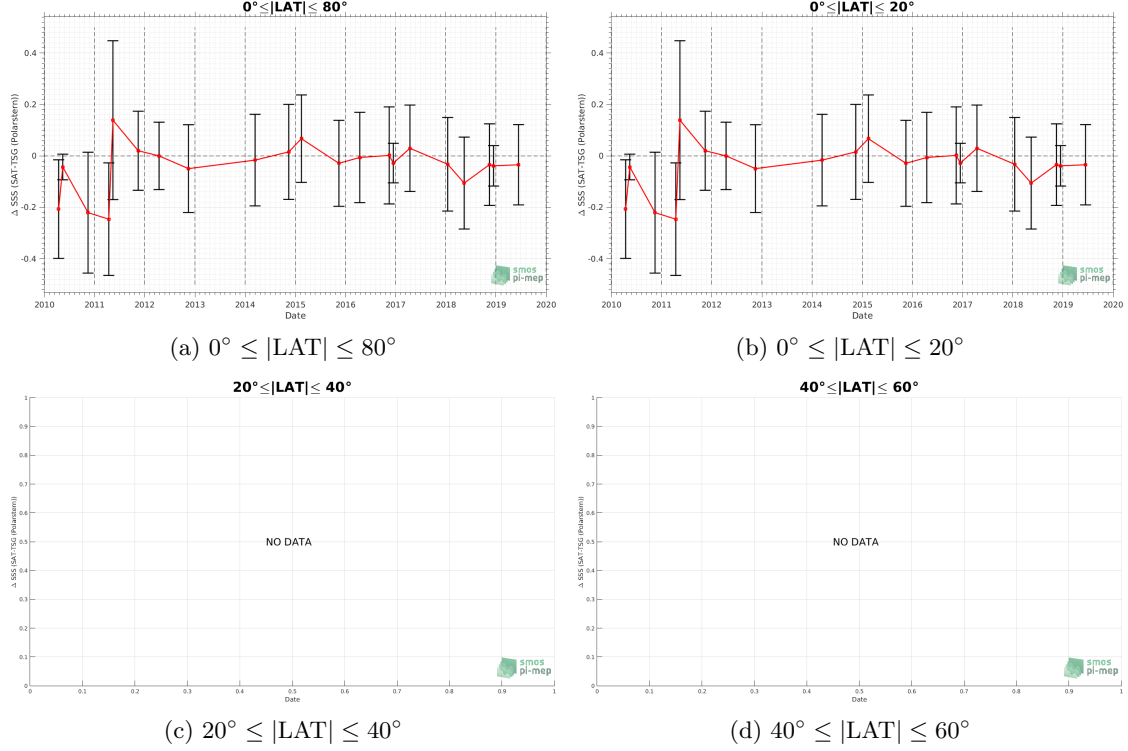 0°≤|LAT|≤ 80°
Δ SSS (SAT-TSG (Polarstern))
0.4
0.2
0
-0.2
-0.4
2010 2011 2012 2013 2014 2015 2016 2017 2018 2019 2020
Date
smos
pi-mep
(a) 0° ≤ |LAT| ≤ 80°
0°≤|LAT|≤ 20°
Δ SSS (SAT-TSG (Polarstern))
0.4
0.2
0
-0.2
-0.4
2010 2011 2012 2013 2014 2015 2016 2017 2018 2019 2020
Date
smos
pi-mep
(b) 0° ≤ |LAT| ≤ 20°
20°≤|LAT|≤ 40°
Δ SSS (SAT-TSG (Polarstern))
1
0.9
0.8
0.7
0.6
0.5
0.4
0.3
0.2
0.1
0
NO DATA
0 0.1 0.2 0.3 0.4 0.5 0.6 0.7 0.8 0.9 1
Date
smos
pi-mep
(c) 20° ≤ |LAT| ≤ 40°
40°≤|LAT|≤ 60°
Δ SSS (SAT-TSG (Polarstern))
1
0.9
0.8
0.7
0.6
0.5
0.4
0.3
0.2
0.1
0
NO DATA
0 0.1 0.2 0.3 0.4 0.5 0.6 0.7 0.8 0.9 1
Date
smos
pi-mep
(d) 40° ≤ |LAT| ≤ 60°